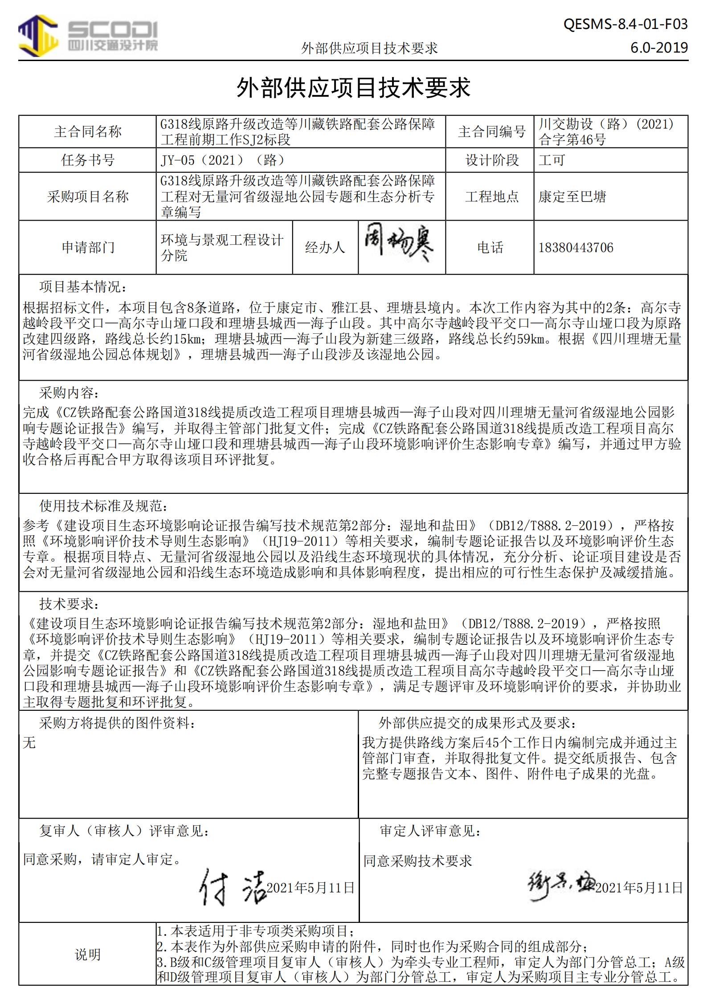 SCODI
四川交通设计院
QESMS-8.4-01-F03
外部供应项目技术要求
6.0-2019
外部供应项目技术要求
主合同名称
G318线原路升级改造等川藏铁路配套公路保障
工程前期工作SJ2标段
主合同编号
川交勘设（路）(2021)
合字第46号
任务书号
JY-05（2021）（路）
设计阶段
工可
采购项目名称
G318线原路升级改造等川藏铁路配套公路保障
工程对无量河省级湿地公园专题和生态分析专
章编写
工程地点
康定至巴塘
申请部门
环境与景观工程设计
分院
经办人
周杨寒
电话
18380443706
项目基本情况：
根据招标文件，本项目包含8条道路，位于康定市、雅江县、理塘县境内。本次工作内容为其中的2条：高尔寺
越岭段平交口—高尔寺山垭口段和理塘县城西—海子山段。其中高尔寺越岭段平交口—高尔寺山垭口段为原路
改建四级路，路线总长约15km；理塘县城西—海子山段为新建三级路，路线总长约59km。根据《四川理塘无量
河省级湿地公园总体规划》，理塘县城西—海子山段涉及该湿地公园。
采购内容：
完成《CZ铁路配套公路国道318线提质改造工程项目理塘县城西—海子山段对四川理塘无量河省级湿地公园影
响专题论证报告》编写，并取得主管部门批复文件；完成《CZ铁路配套公路国道318线提质改造工程项目高尔
寺越岭段平交口—高尔寺山垭口段和理塘县城西—海子山段环境影响评价生态影响专章》编写，并通过甲方验
收合格后再配合甲方取得该项目环评批复。
使用技术标准及规范：
参考《建设项目生态环境影响论证报告编写技术规范第2部分：湿地和盐田》（DB12/T888.2-2019），严格按
照《环境影响评价技术导则生态影响》（HJ19-2011）等相关要求，编制专题论证报告以及环境影响评价生态
专章。根据项目特点、无量河省级湿地公园以及沿线生态环境现状的具体情况，充分分析、论证项目建设是否
会对无量河省级湿地公园和沿线生态环境造成影响和具体影响程度，提出相应的可行性生态保护及减缓措施。
技术要求：
《建设项目生态环境影响论证报告编写技术规范第2部分：湿地和盐田》（DB12/T888.2-2019），严格按照
《环境影响评价技术导则生态影响》（HJ19-2011）等相关要求，编制专题论证报告以及环境影响评价生态专
章，并提交《CZ铁路配套公路国道318线提质改造工程项目理塘县城西—海子山段对四川理塘无量河省级湿地
公园影响专题论证报告》和《CZ铁路配套公路国道318线提质改造工程项目高尔寺越岭段平交口—高尔寺山垭
口段和理塘县城西—海子山段环境影响评价生态影响专章》，满足专题评审及环境影响评价的要求，并协助业
主取得专题批复和环评批复。
采购方将提供的图件资料：
无
外部供应提交的成果形式及要求：
我方提供路线方案后45个工作日内编制完成并通过主
管部门审查，并取得批复文件。提交纸质报告、包含
完整专题报告文本、图件、附件电子成果的光盘。
复审人（审核人）评审意见：
同意采购，请审定人审定。
付洁 2021年5月11日
审定人评审意见：
同意采购技术要求
2021年5月11日
说明
1.本表适用于非专项类采购项目；
2.本表作为外部供应采购申请的附件，同时也作为采购合同的组成部分；
3.B级和C级管理项目复审人（审核人）为牵头专业工程师，审定人为部门分管总工；A级
和D级管理项目复审人（审核人）为部门分管总工，审定人为采购项目主专业分管总工。